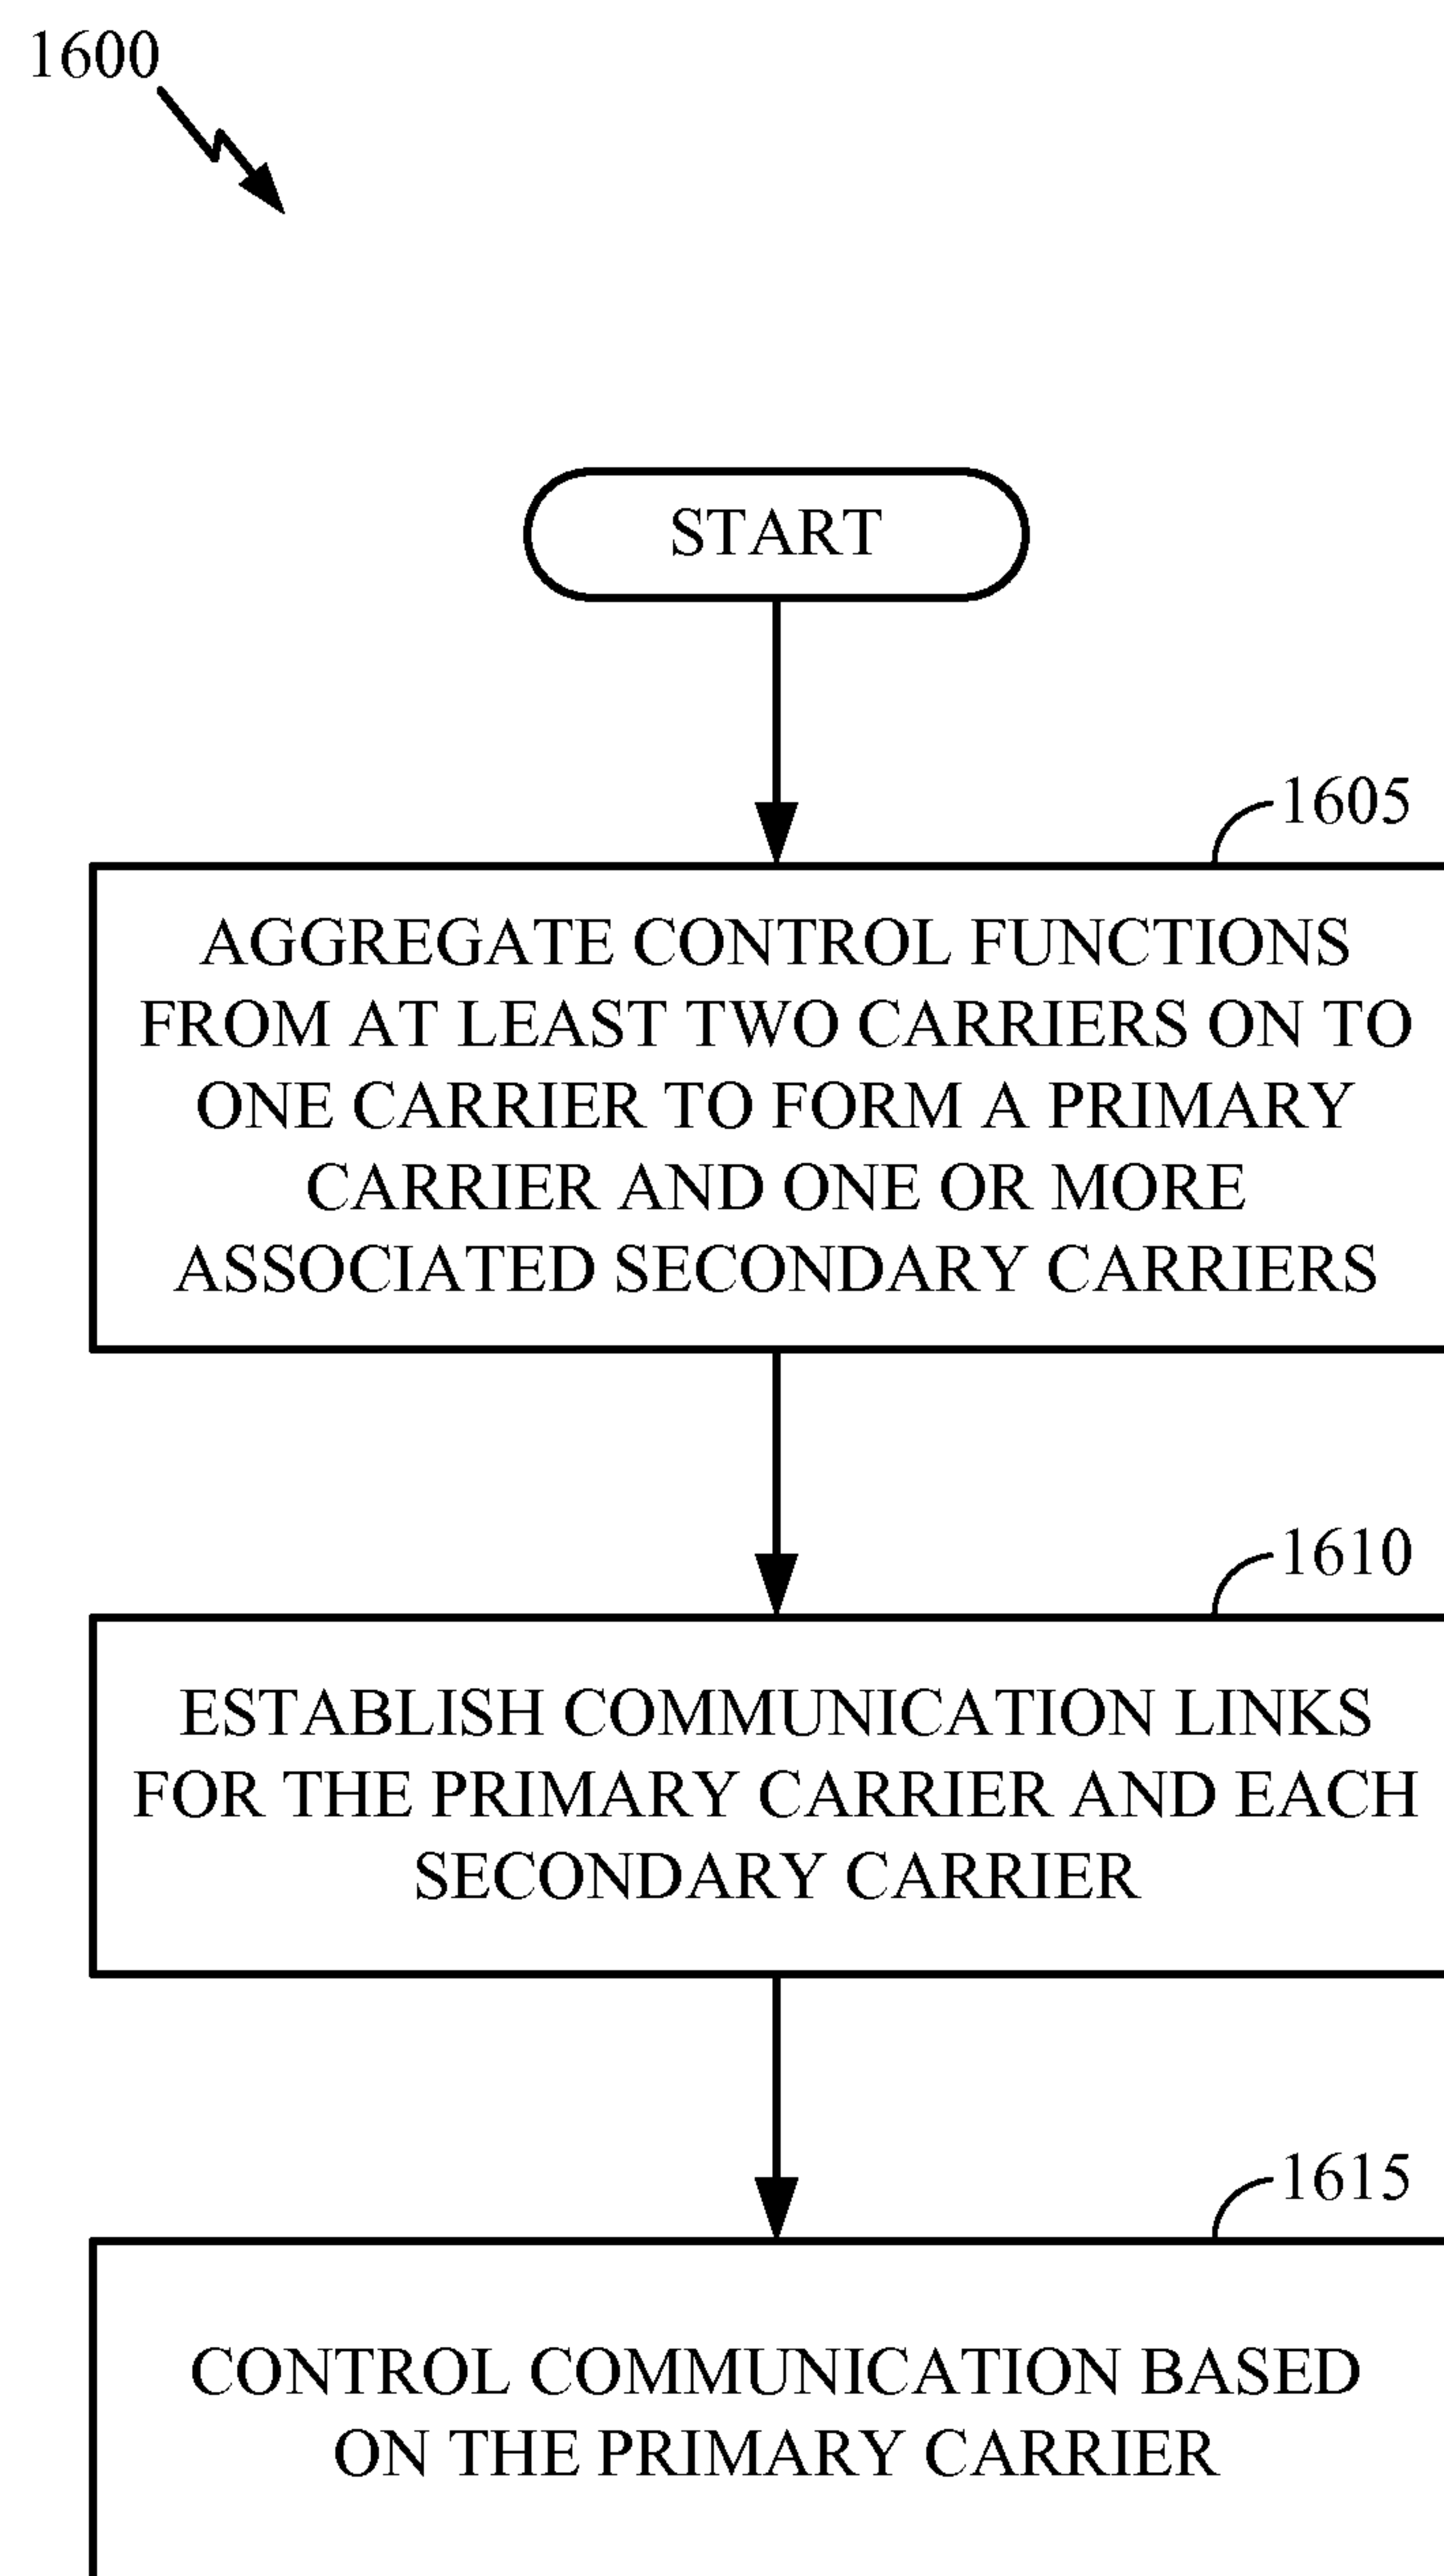 1600
START
1605
AGGREGATE CONTROL FUNCTIONS
FROM AT LEAST TWO CARRIERS ON TO
ONE CARRIER TO FORM A PRIMARY
CARRIER AND ONE OR MORE
ASSOCIATED SECONDARY CARRIERS
1610
ESTABLISH COMMUNICATION LINKS
FOR THE PRIMARY CARRIER AND EACH
SECONDARY CARRIER
1615
CONTROL COMMUNICATION BASED
ON THE PRIMARY CARRIER